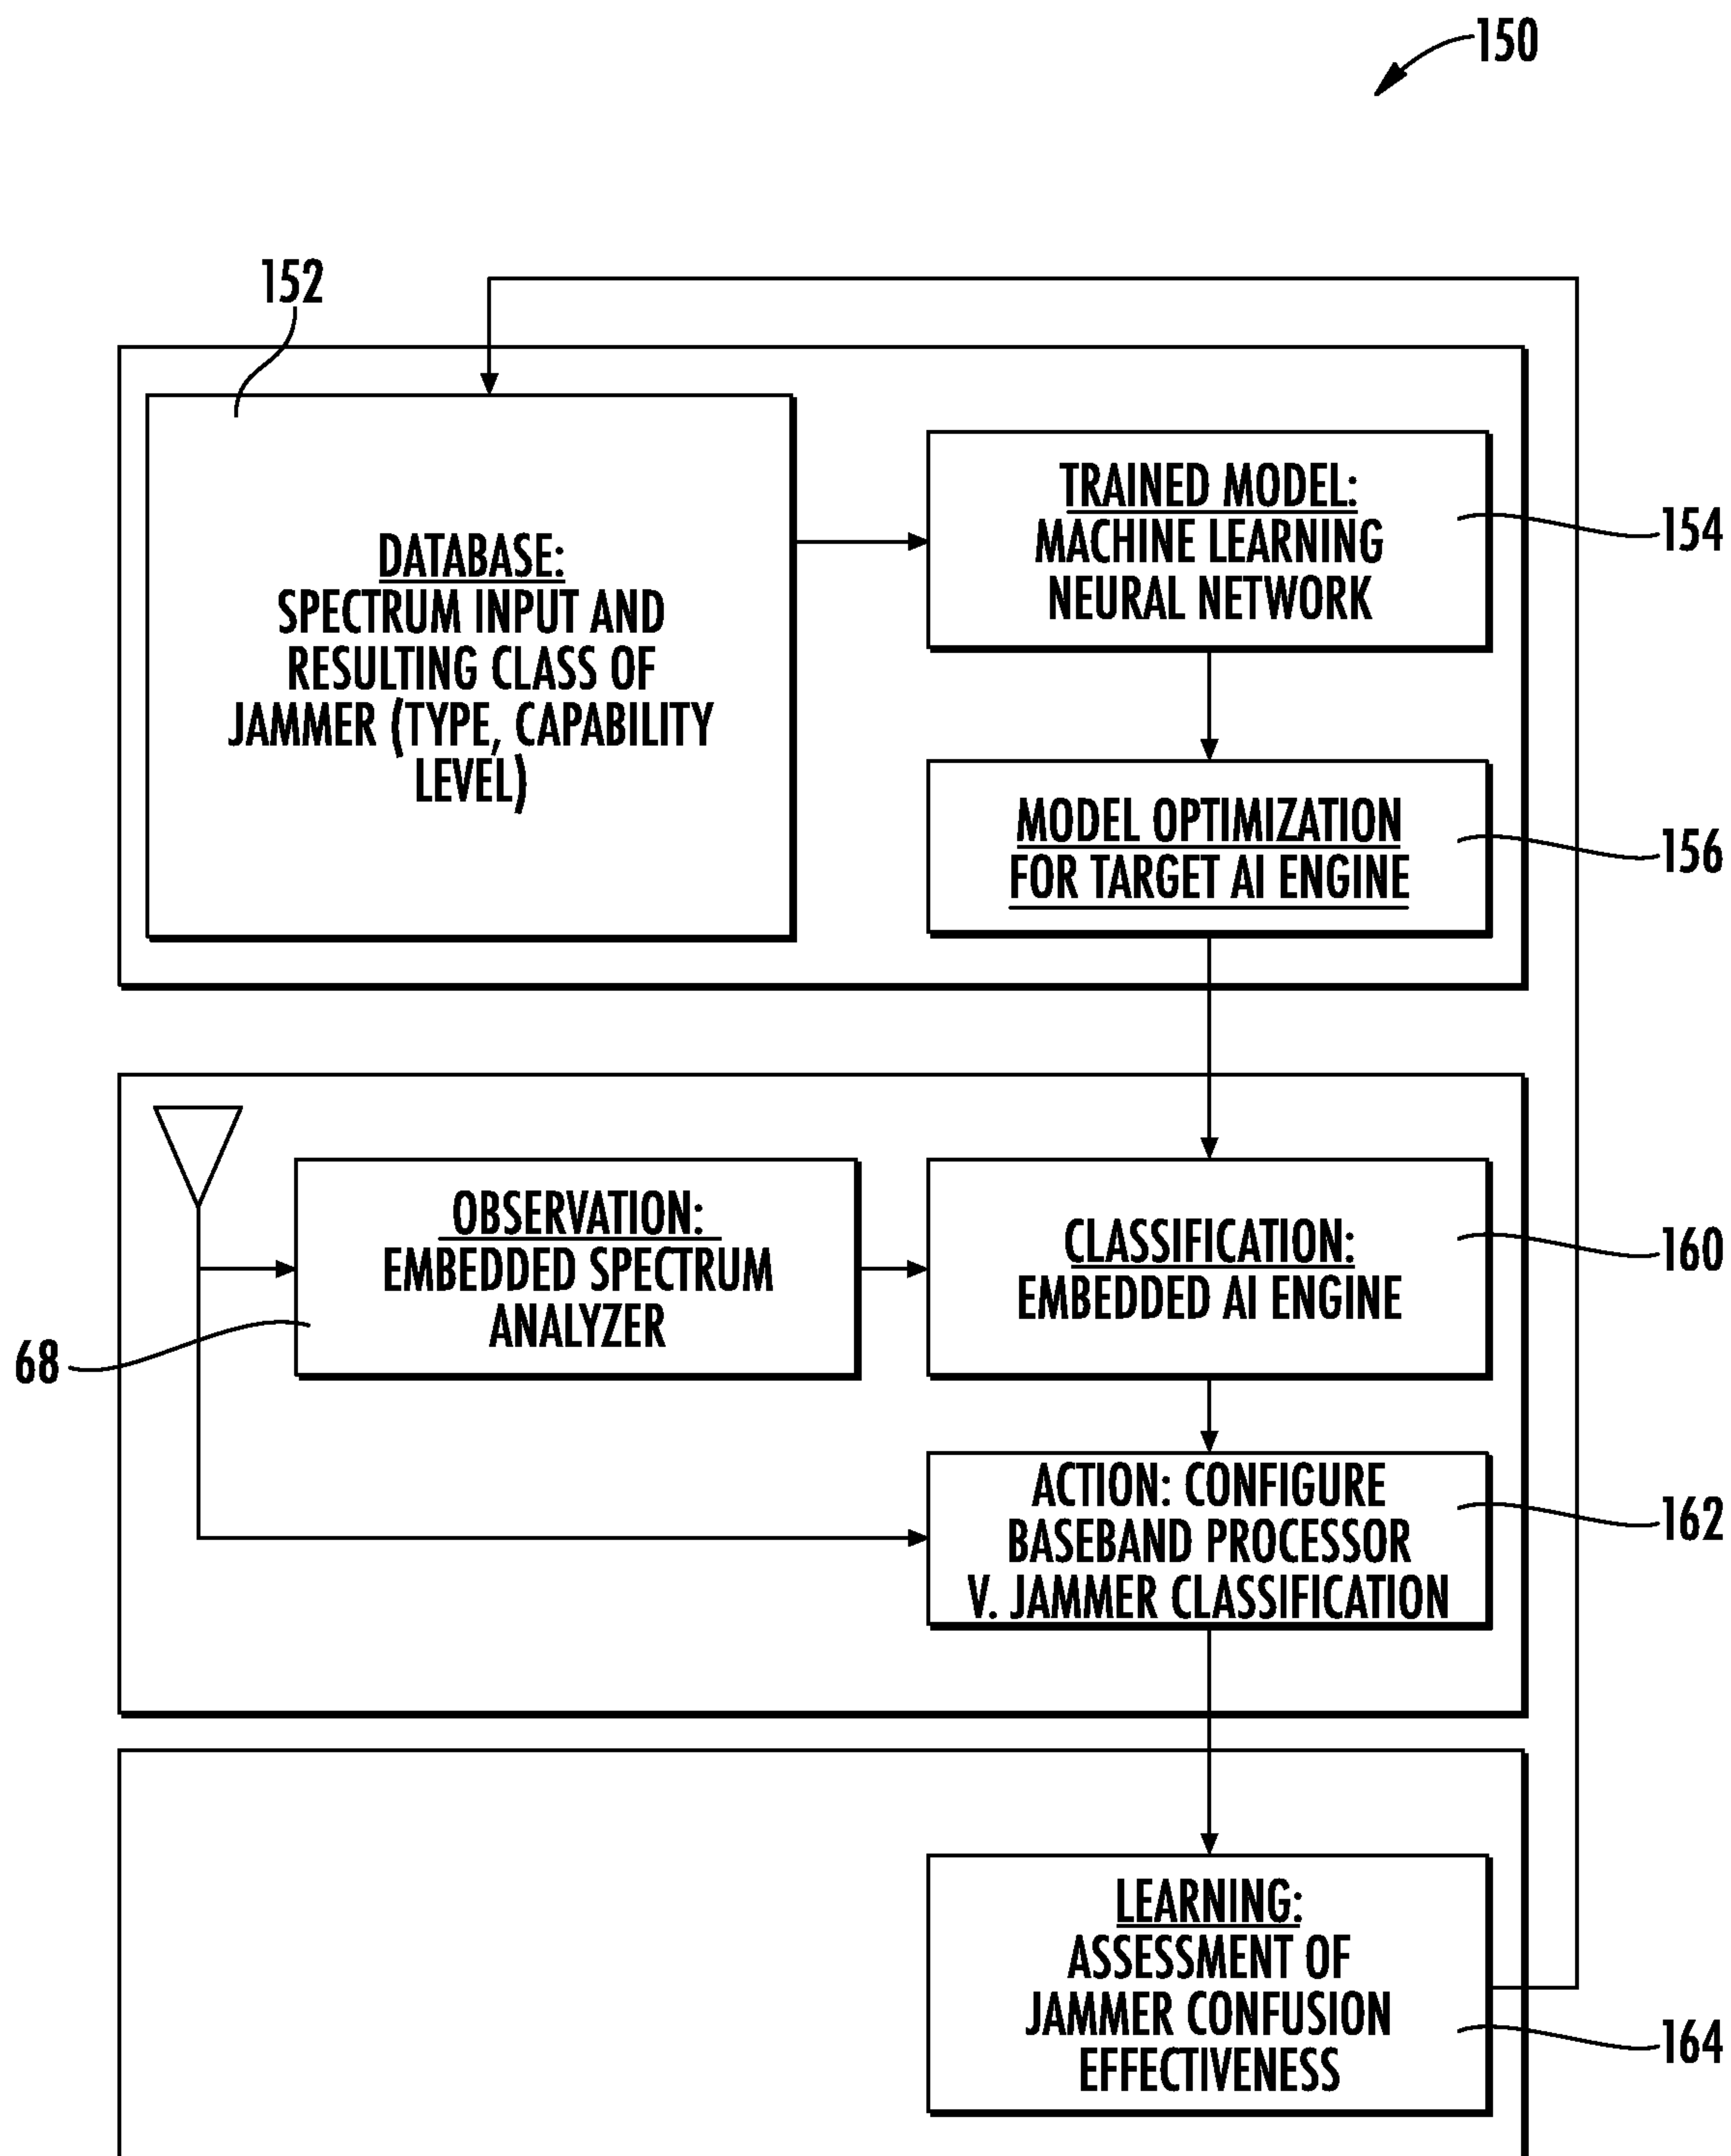 150
152
DATABASE:
SPECTRUM INPUT AND
RESULTING CLASS OF
JAMMER (TYPE, CAPABILITY
LEVEL)
TRAINED MODEL:
MACHINE LEARNING
NEURAL NETWORK
154
MODEL OPTIMIZATION
FOR TARGET AI ENGINE
156
OBSERVATION:
EMBEDDED SPECTRUM
ANALYZER
68
CLASSIFICATION:
EMBEDDED AI ENGINE
160
ACTION: CONFIGURE
BASEBAND PROCESSOR
V. JAMMER CLASSIFICATION
162
LEARNING:
ASSESSMENT OF
JAMMER CONFUSION
EFFECTIVENESS
164